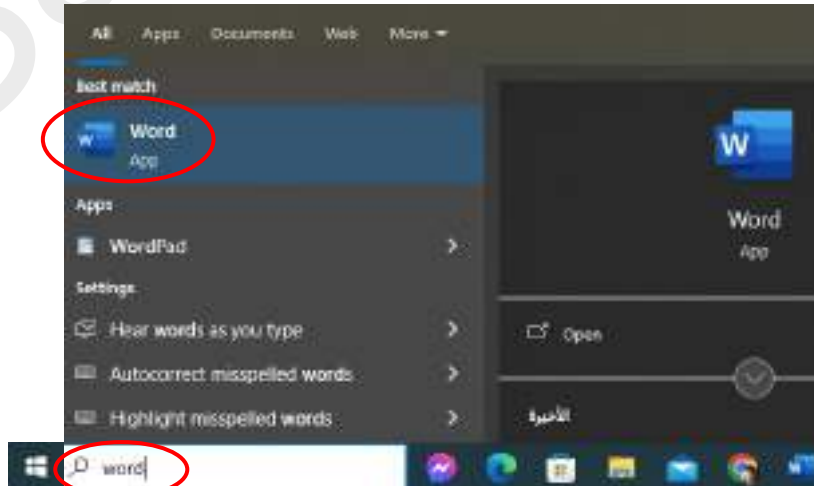 All Apps Documents Web More
Best match
Word
App
Apps
WordPad
Settings
Hear words as you type
Autocorrect misspelled words
Highlight misspelled words
word
W
Word
App
Open
الأخيرة